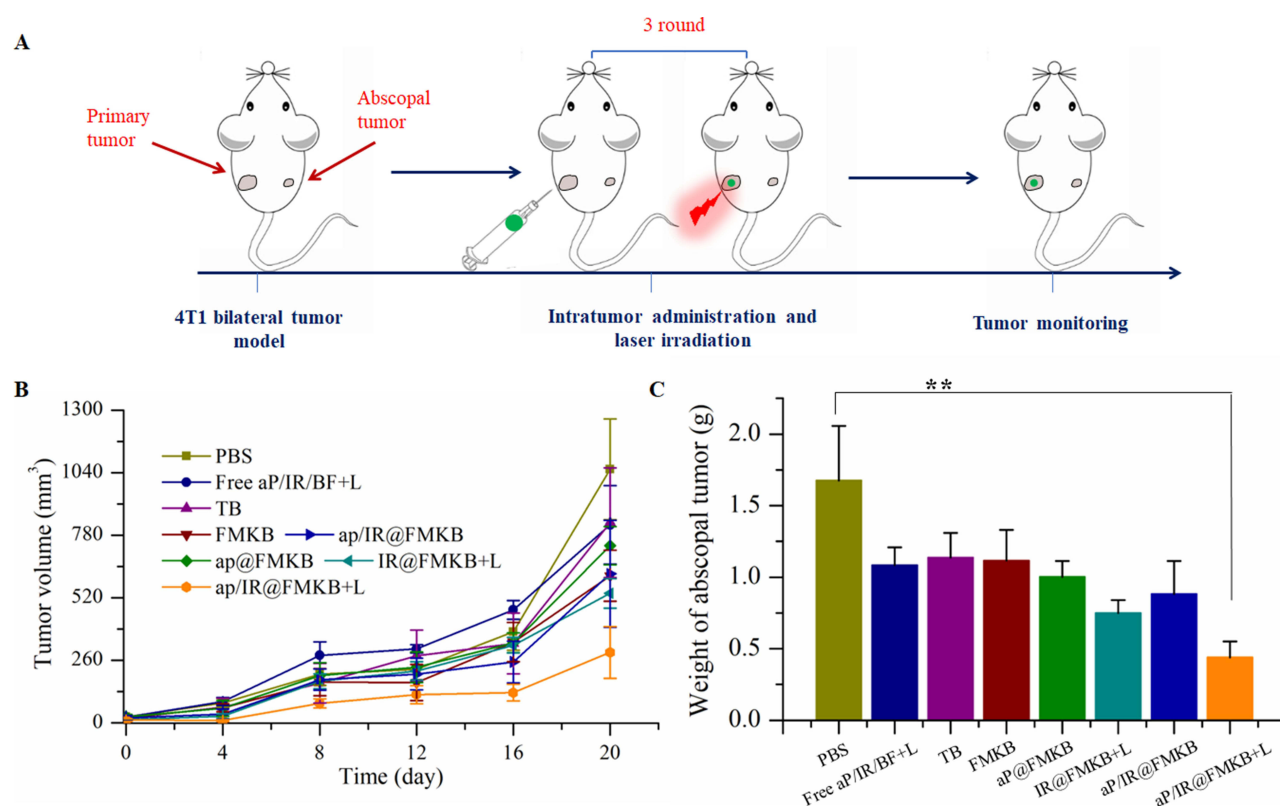 A
3 round
Primary
tumor
Abscopal
tumor
4T1 bilateral tumor
model
Intratumor administration and
laser irradiation
Tumor monitoring
B
Tumor volume (mm³)
1300
1040
780
520
260
0
PBS
Free aP/IR/BF+L
TB
FMKB
ap/IR@FMKB
ap@FMKB
IR@FMKB+L
ap/IR@FMKB+L
0 4 8 12 16 20
Time (day)
C
Weight of abscopal tumor (g)
**
2.0
1.5
1.0
0.5
0.0
PBS
Free aP/IR/BF+L
TB
FMKB
aP@FMKB
IR@FMKB+L
aP/IR@FMKB
aP/IR@FMKB+L